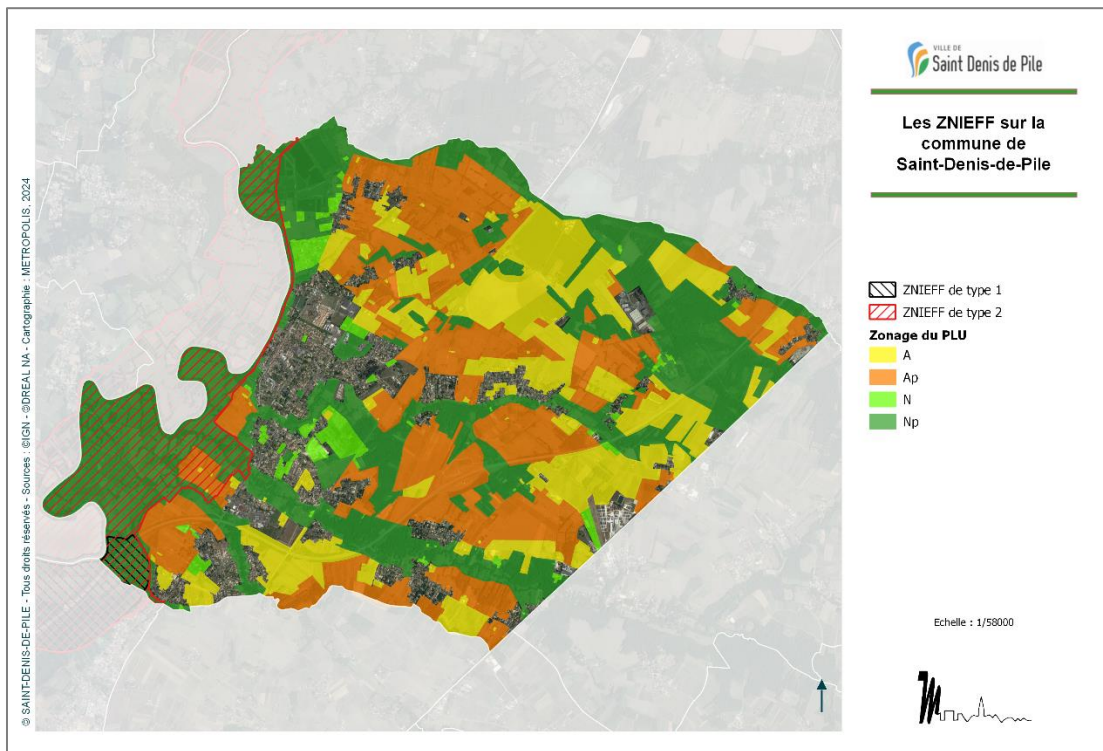 VILLE DE
Saint Denis de Pile
Les ZNIEFF sur la
commune de
Saint-Denis-de-Pile
ZNIEFF de type 1
ZNIEFF de type 2
Zonage du PLU
A
Ap
N
Np
Echelle : 1/58000
© SAINT-DENIS-DE-PILE - Tous droits réservés - Sources : ©IGN - ©DREAL NA - Cartographie : METROPOLIS, 2024